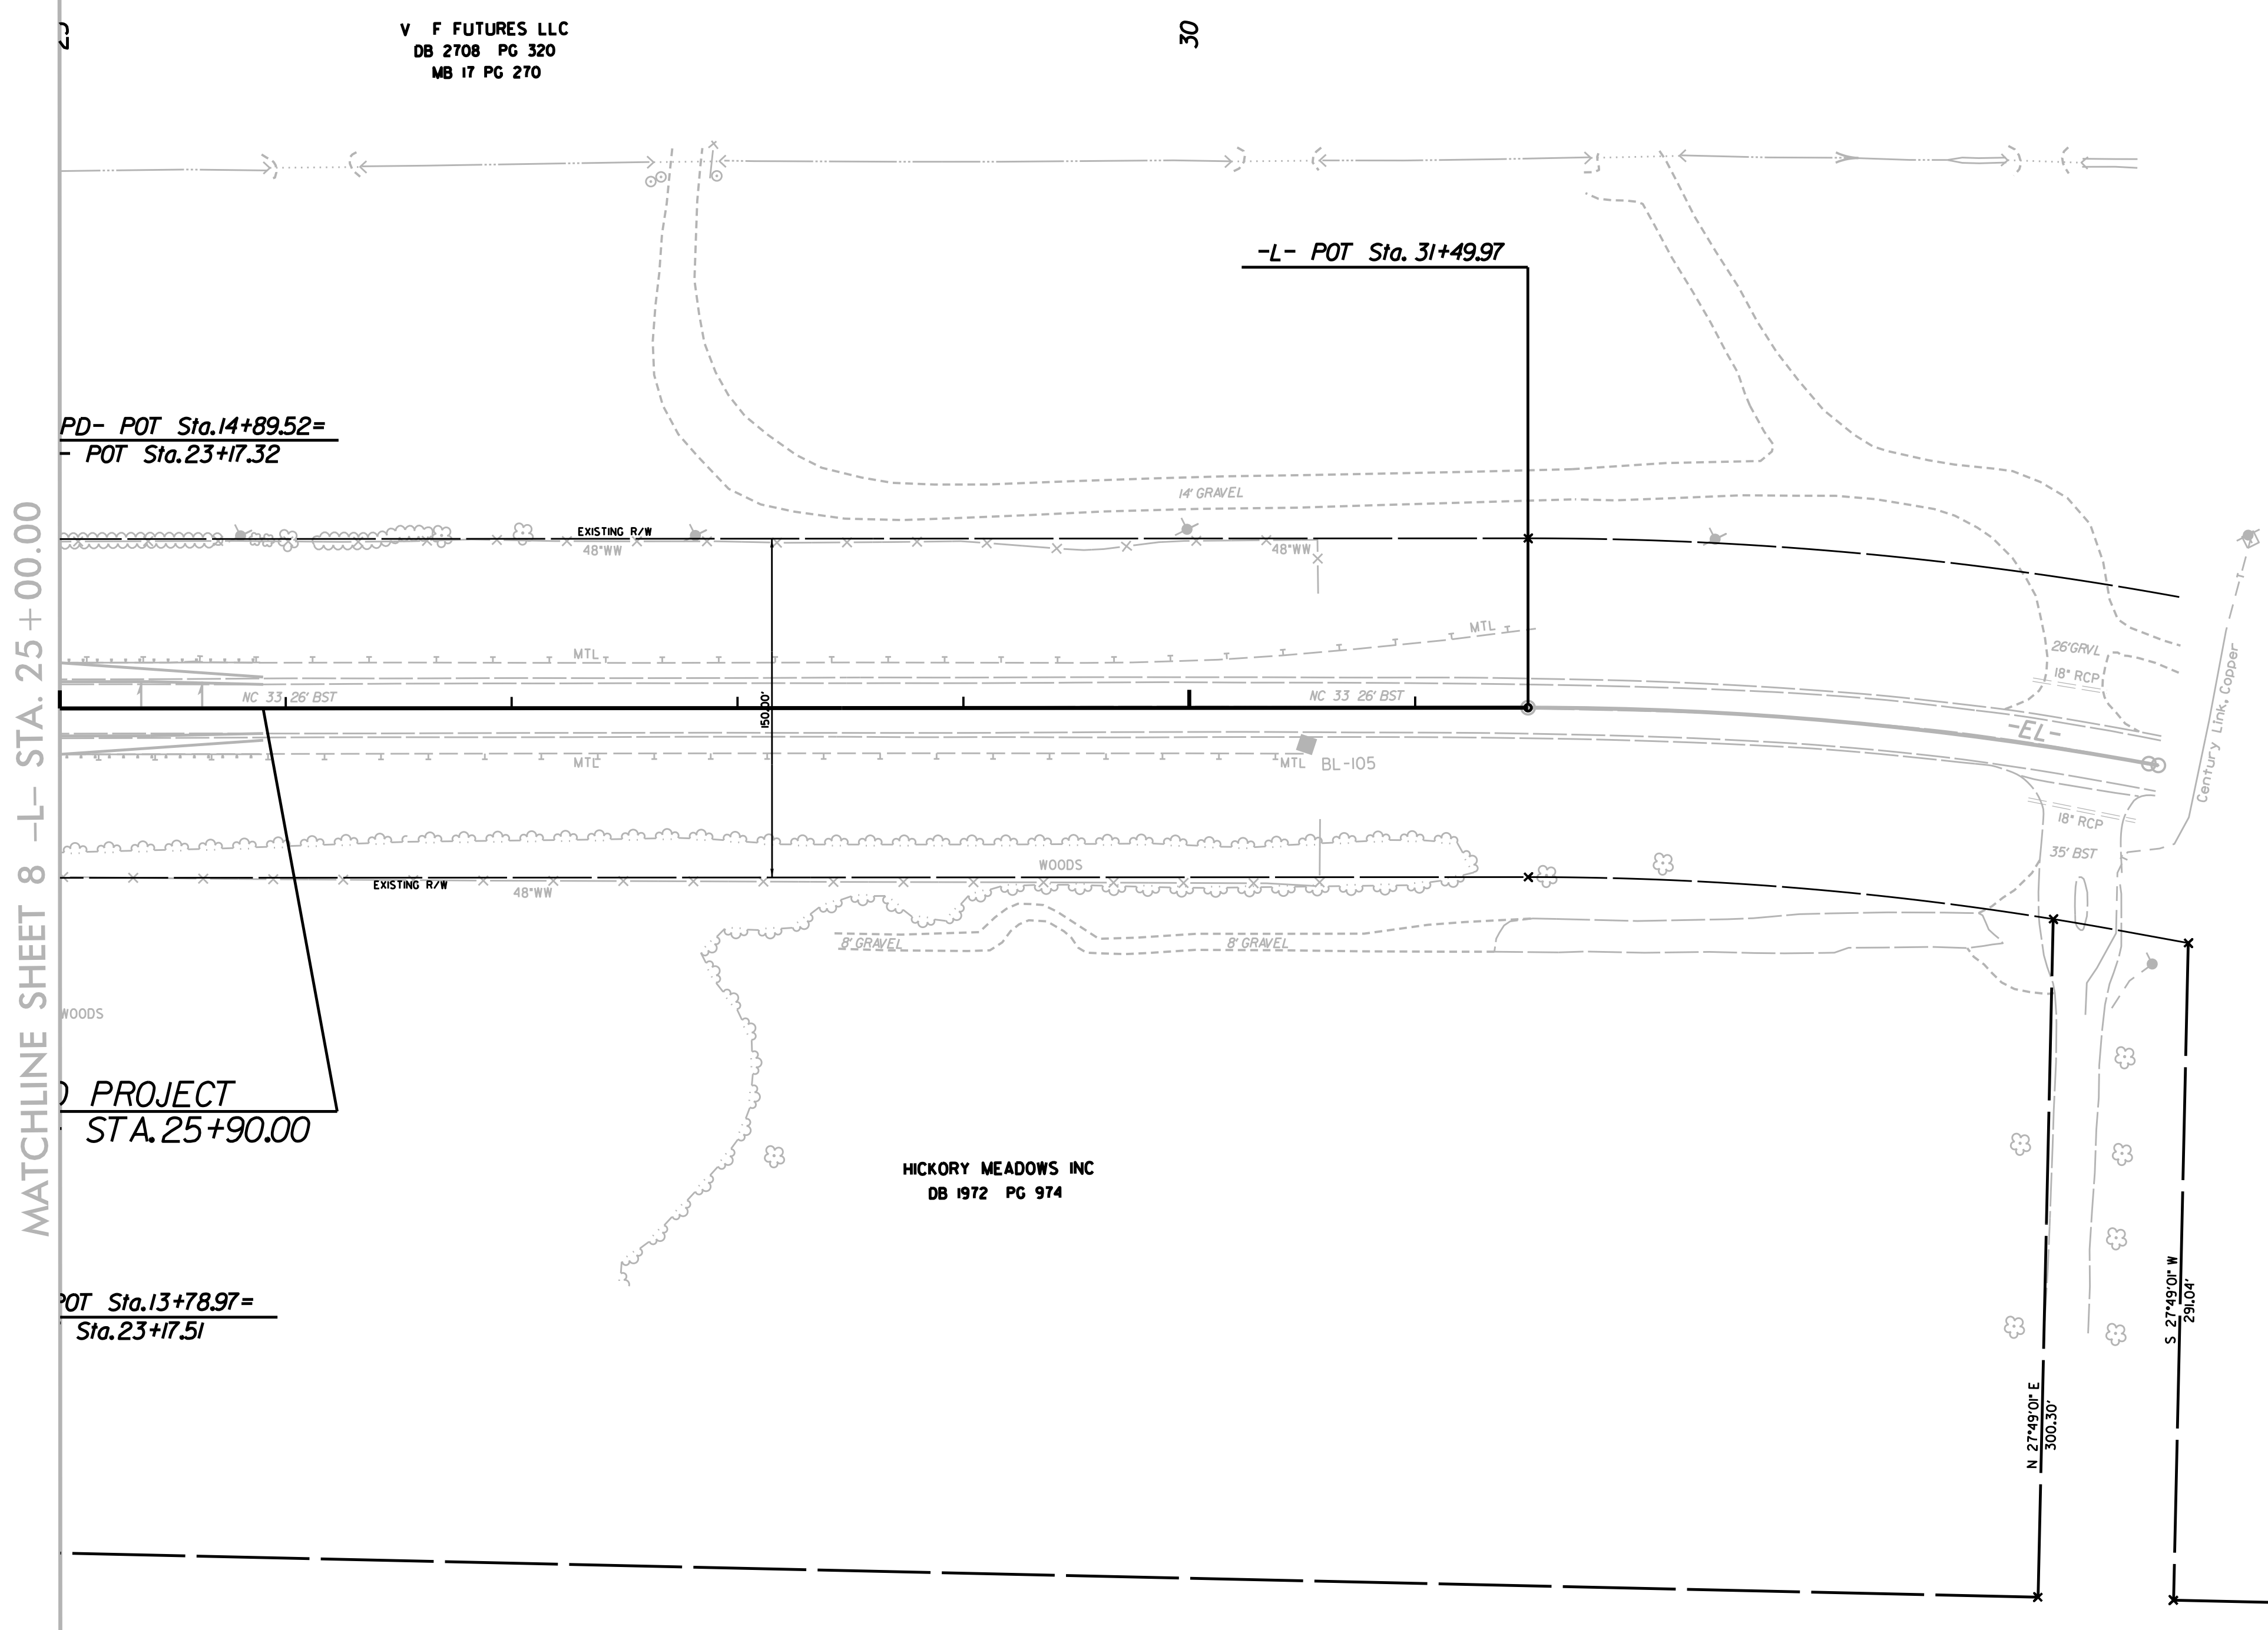 V F FUTURES LLC
DB 2708 PG 320
MB 17 PG 270
30
-L- POT Sta. 31+49.97
PD- POT Sta.14+89.52=
- POT Sta.23+17.32
14' GRAVEL
EXISTING R/W
48"WW
48"WW
MTL
MTL
NC 33 26' BST
NC 33 26' BST
150.00'
MTL
MTL
BL-105
26'GRVL
18" RCP
-EL-
Century Link.Copper
18" RCP
35' BST
WOODS
EXISTING R/W
48"WW
8' GRAVEL
8' GRAVEL
WOODS
MATCHLINE SHEET 8 -L- STA. 25+00.00
PROJECT
STA.25+90.00
HICKORY MEADOWS INC
DB 1972 PG 974
POT Sta.13+78.97=
Sta.23+17.51
N 27°49'01" E
300.30'
S 27°49'01" W
291.04'